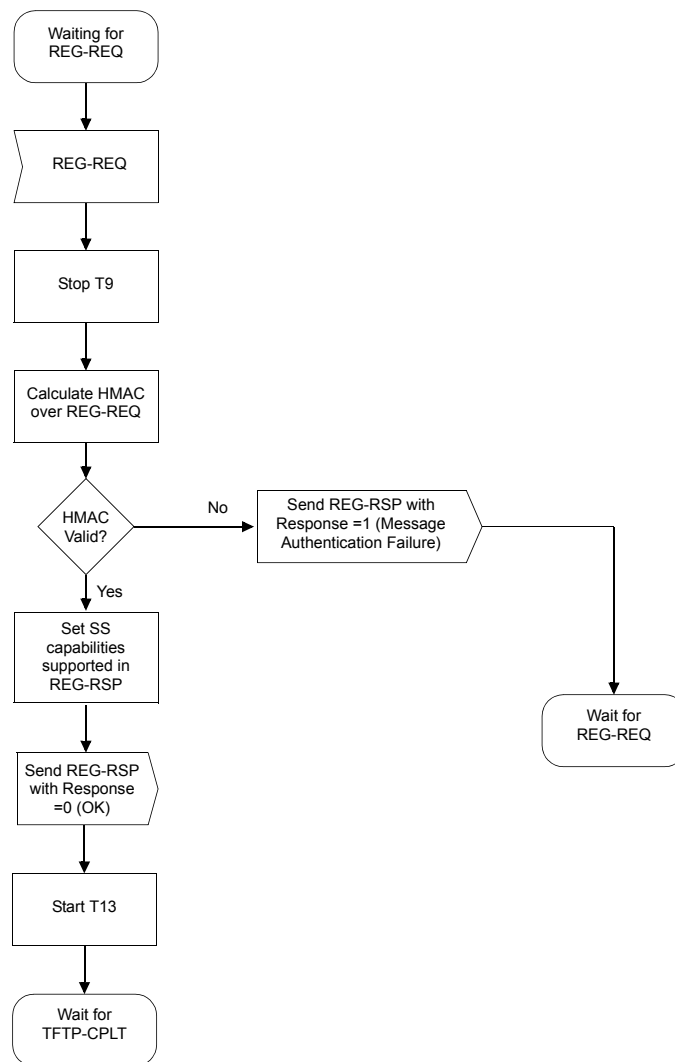 Waiting for
REG-REQ
REG-REQ
Stop T9
Calculate HMAC
over REG-REQ
HMAC
Valid?
No
Send REG-RSP with
Response =1 (Message
Authentication Failure)
Yes
Set SS
capabilities
supported in
REG-RSP
Wait for
REG-REQ
Send REG-RSP
with Response
=0 (OK)
Start T13
Wait for
TFTP-CPLT